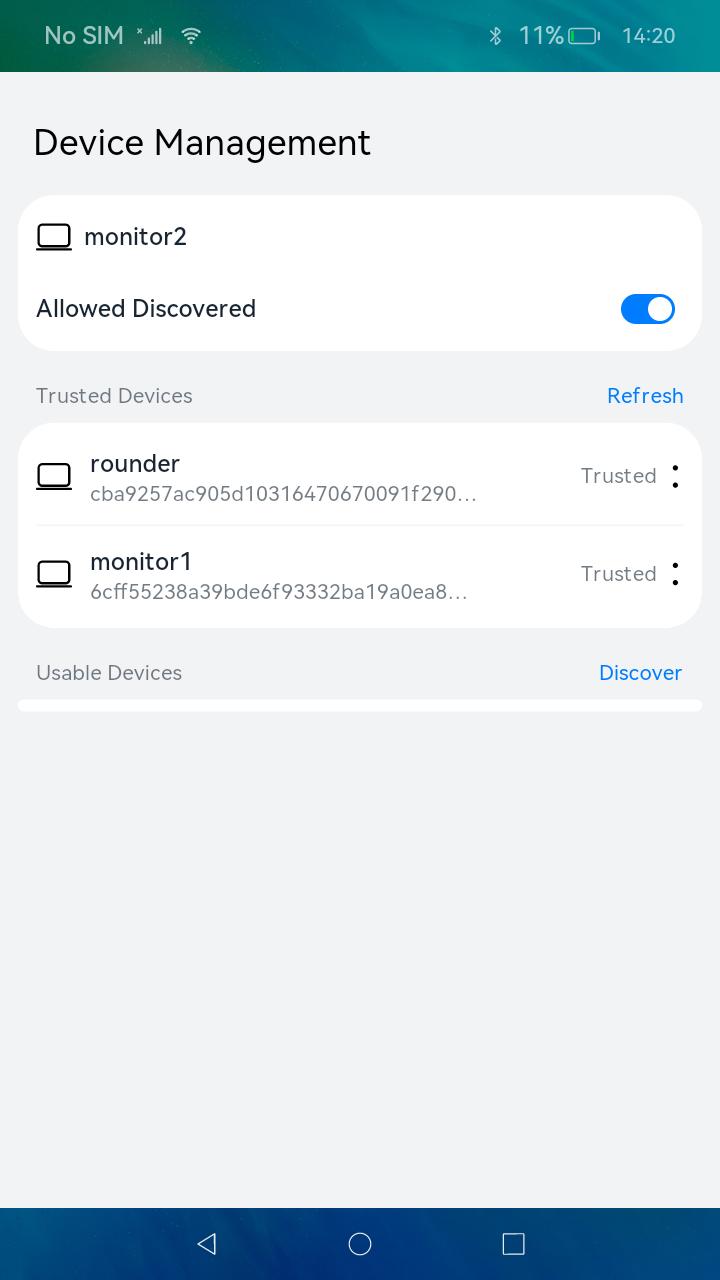 No SIM 11% 14:20
Device Management
monitor2
Allowed Discovered
Trusted Devices Refresh
rounder
cba9257ac905d10316470670091f290... Trusted
monitor1
6cff55238a39bde6f93332ba19a0ea8... Trusted
Usable Devices Discover